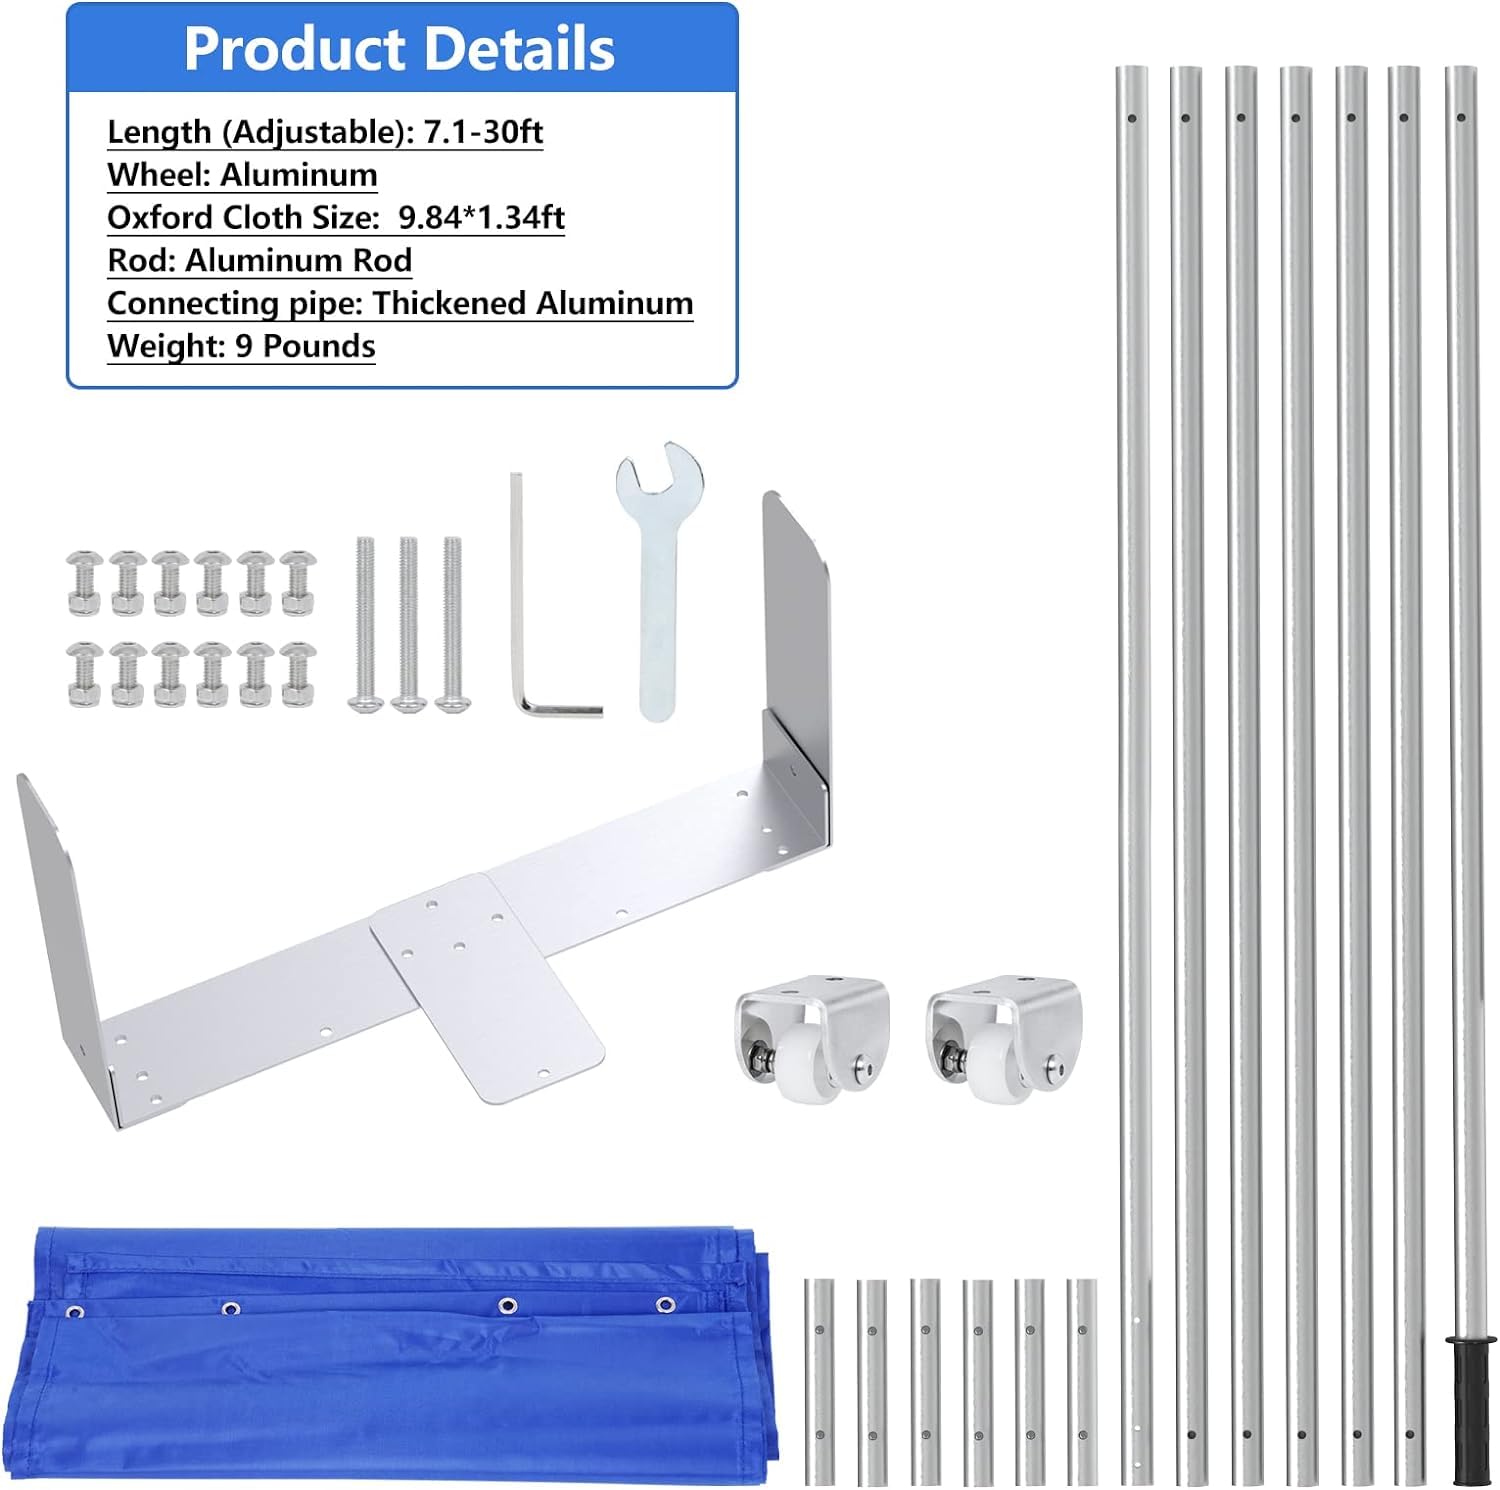 Product Details
Length (Adjustable): 7.1-30ft
Wheel: Aluminum
Oxford Cloth Size:  9.84*1.34ft
Rod: Aluminum Rod
Connecting pipe: Thickened Aluminum
Weight: 9 Pounds